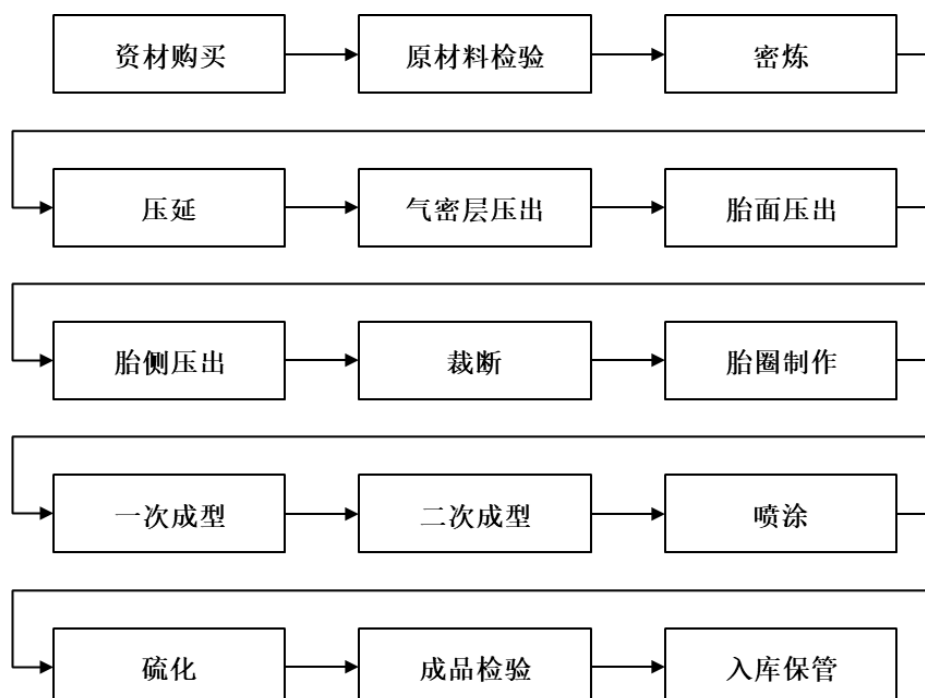 资材购买
原材料检验
密炼
压延
气密层压出
胎面压出
胎侧压出
裁断
胎圈制作
一次成型
二次成型
喷涂
硫化
成品检验
入库保管